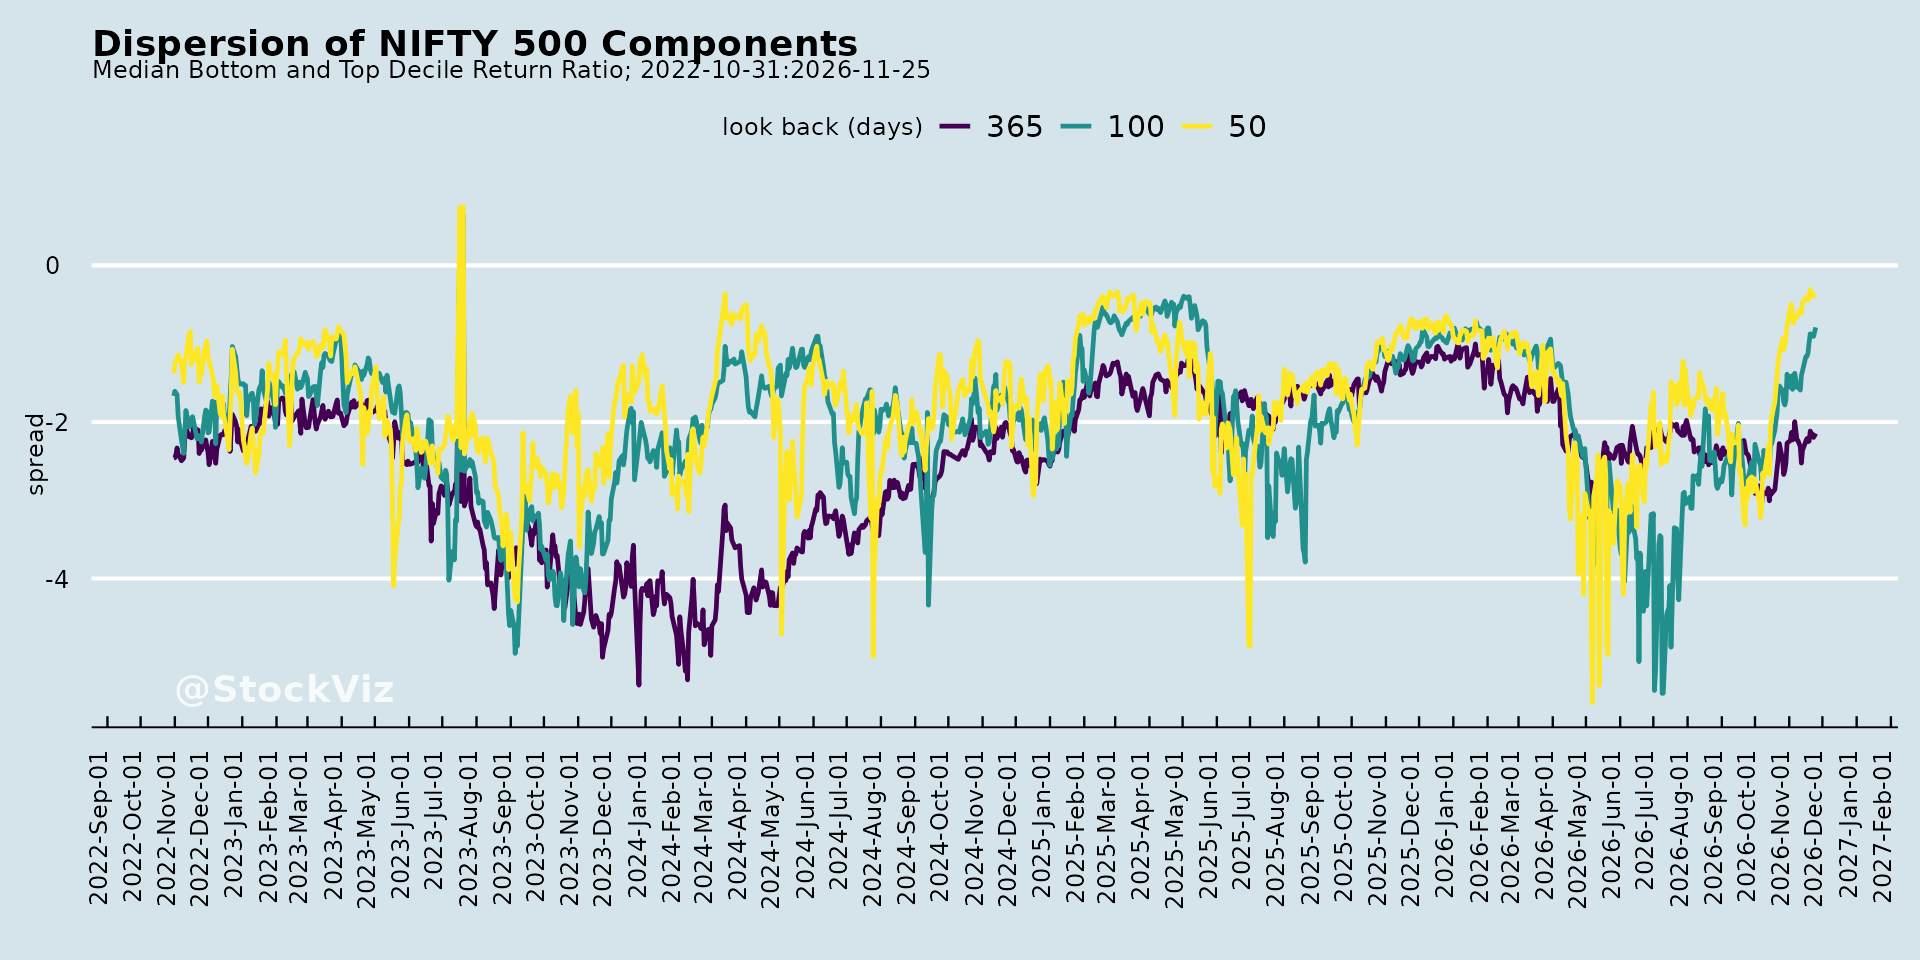 Dispersion of NIFTY 500 Components
Median Bottom and Top Decile Return Ratio; 2022-10-31:2026-11-25
look back (days) 365 100 50
spread
0
-2
-4
@StockViz
2022-Sep-01
2022-Oct-01
2022-Nov-01
2022-Dec-01
2023-Jan-01
2023-Feb-01
2023-Mar-01
2023-Apr-01
2023-May-01
2023-Jun-01
2023-Jul-01
2023-Aug-01
2023-Sep-01
2023-Oct-01
2023-Nov-01
2023-Dec-01
2024-Jan-01
2024-Feb-01
2024-Mar-01
2024-Apr-01
2024-May-01
2024-Jun-01
2024-Jul-01
2024-Aug-01
2024-Sep-01
2024-Oct-01
2024-Nov-01
2024-Dec-01
2025-Jan-01
2025-Feb-01
2025-Mar-01
2025-Apr-01
2025-May-01
2025-Jun-01
2025-Jul-01
2025-Aug-01
2025-Sep-01
2025-Oct-01
2025-Nov-01
2025-Dec-01
2026-Jan-01
2026-Feb-01
2026-Mar-01
2026-Apr-01
2026-May-01
2026-Jun-01
2026-Jul-01
2026-Aug-01
2026-Sep-01
2026-Oct-01
2026-Nov-01
2026-Dec-01
2027-Jan-01
2027-Feb-01